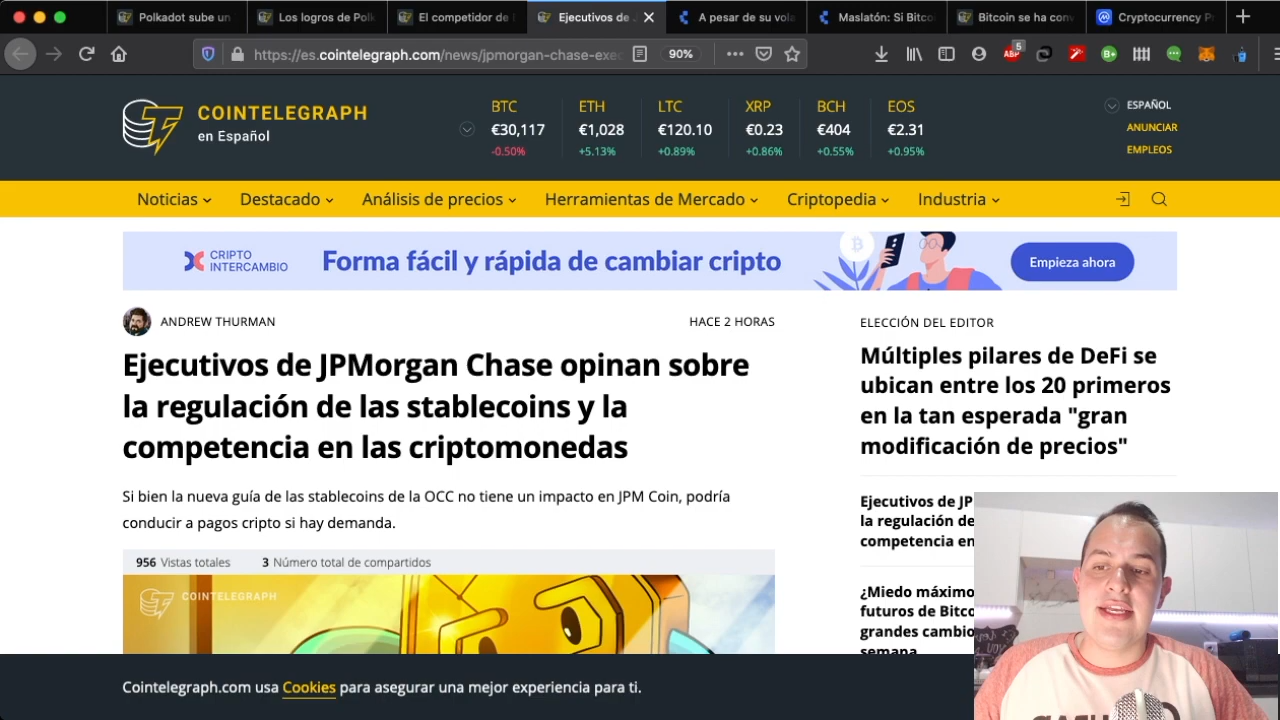 Polkadot sube un
Los logros de Polk
El competidor de
Ejecutivos de J
A pesar de su vola
Maslatón: Si Bitco
Bitcoin se ha conv
Cryptocurrency Pr
https://es.cointelegraph.com/news/jpmorgan-chase-exec
90%
ABP
5
COINTELEGRAPH
en Español
BTC
€30,117
-0.50%
ETH
€1,028
+5.13%
LTC
€120.10
+0.89%
XRP
€0.23
+0.86%
BCH
€404
+0.55%
EOS
€2.31
+0.95%
ESPAÑOL
ANUNCIAR
EMPLEOS
Noticias
Destacado
Análisis de precios
Herramientas de Mercado
Criptopedia
Industria
CRIPTO
INTERCAMBIO
Forma fácil y rápida de cambiar cripto
Empieza ahora
ANDREW THURMAN
HACE 2 HORAS
Ejecutivos de JPMorgan Chase opinan sobre
la regulación de las stablecoins y la
competencia en las criptomonedas
Si bien la nueva guía de las stablecoins de la OCC no tiene un impacto en JPM Coin, podría
conducir a pagos cripto si hay demanda.
956 Vistas totales
3 Número total de compartidos
COINTELEGRAPH
ELECCIÓN DEL EDITOR
Múltiples pilares de DeFi se
ubican entre los 20 primeros
en la tan esperada "gran
modificación de precios"
Ejecutivos de JP
la regulación de
competencia en
¿Miedo máximo
futuros de Bitco
grandes cambio
semana
Cointelegraph.com usa Cookies para asegurar una mejor experiencia para ti.